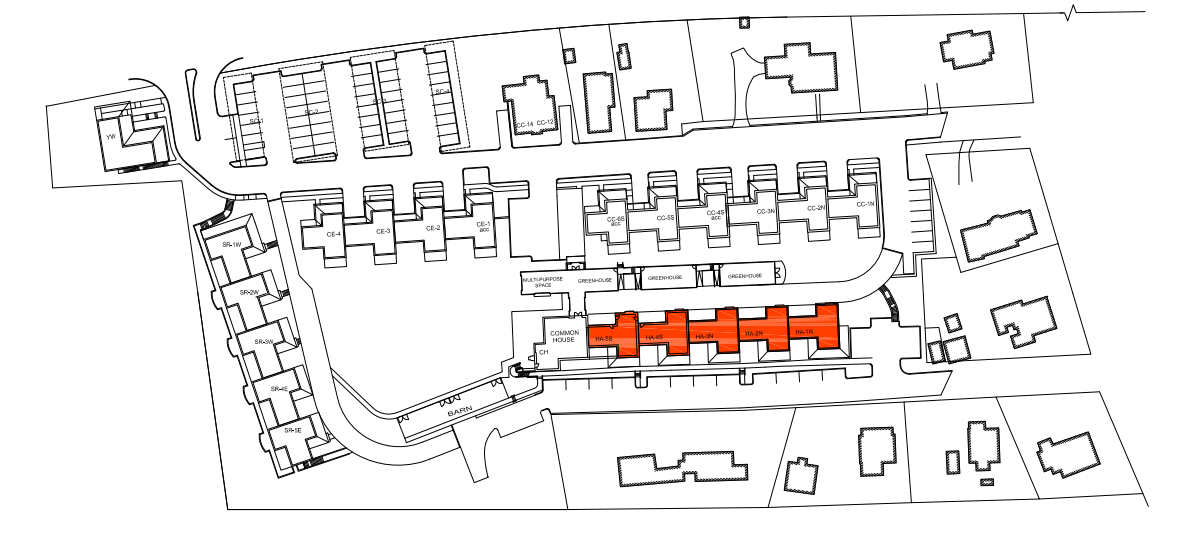 YW
SC-1
SC-2
SC-3
SC-4
CC-14 CC-12
CE-4
CE-3
CE-2
CE-1
acc
CC-6S
acc
CC-5S
CC-4S
acc
CC-3N
CC-2N
CC-1N
SR-1W
SR-2W
SR-3W
SR-4E
SR-5E
MULTI-PURPOSE
SPACE
GREENHOUSE
GREENHOUSE
GREENHOUSE
COMMON
HOUSE
CH
HA-5S
HA-4S
HA-3N
HA-2N
HA-1N
BARN